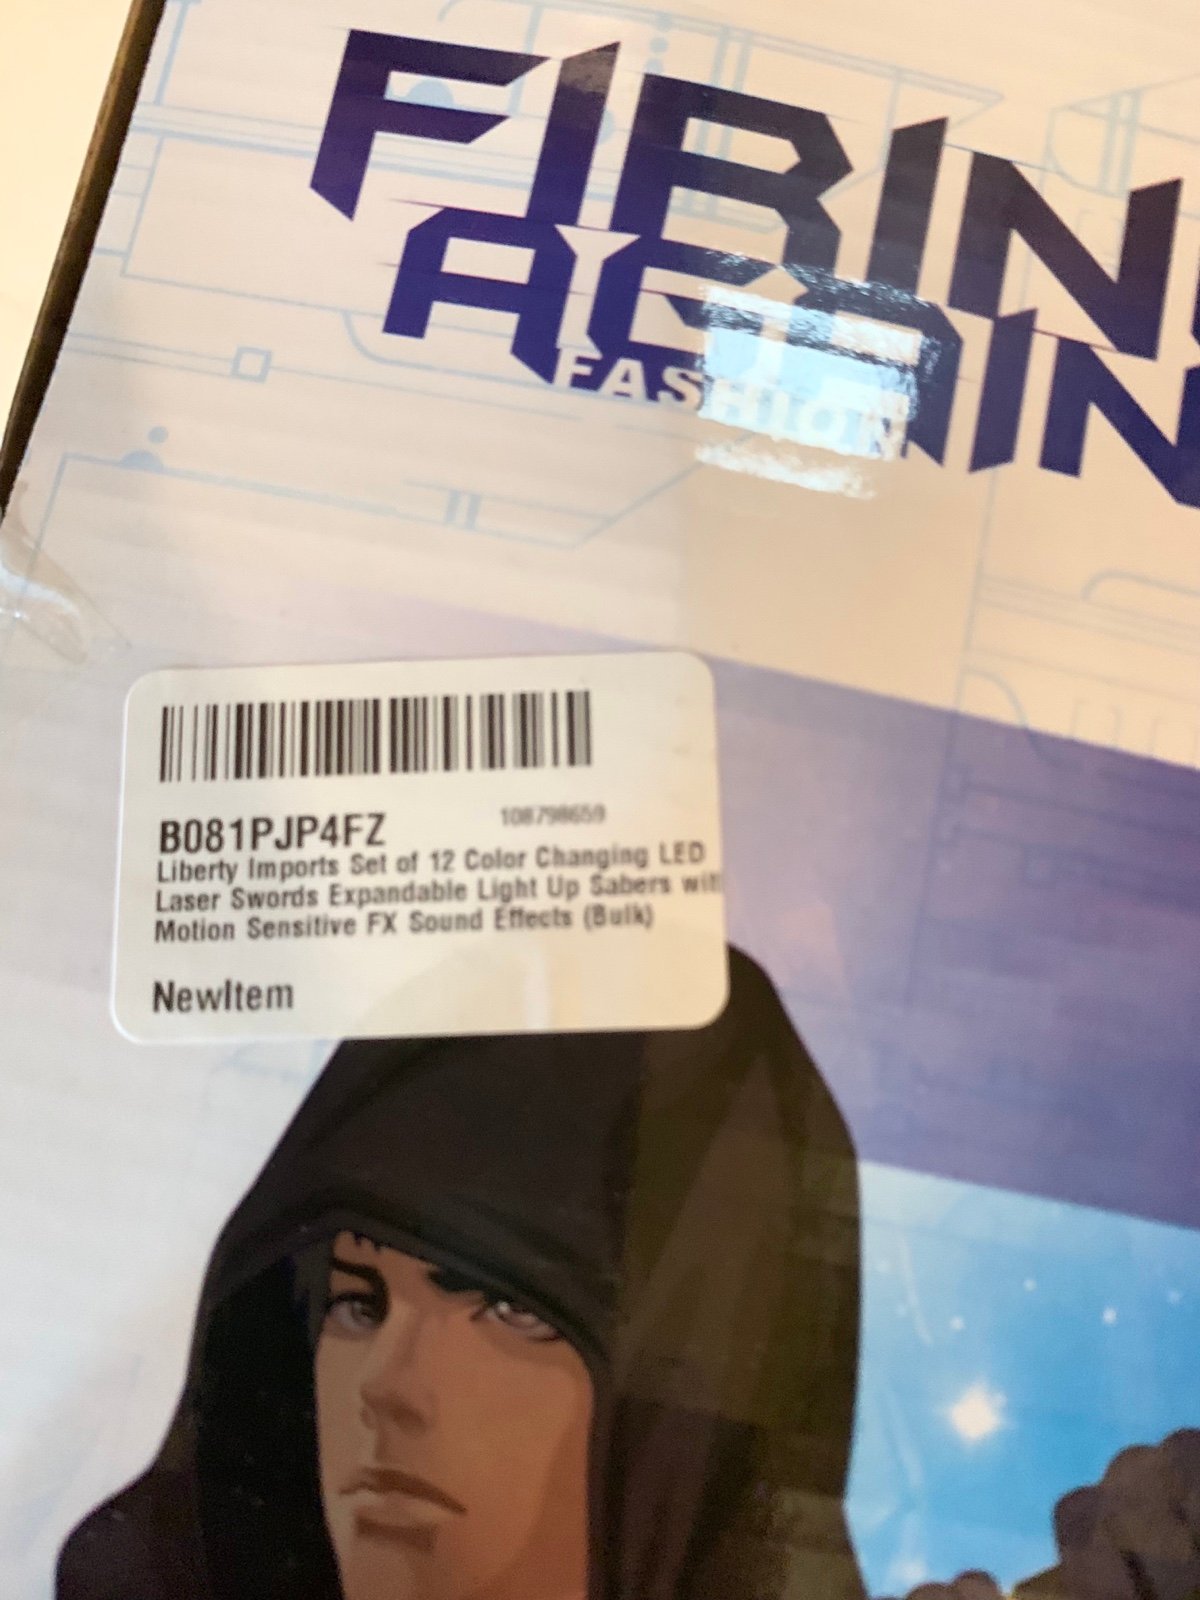 FIRIN
AGAIN
FASHION
B081PJP4FZ
108798659
Liberty Imports Set of 12 Color Changing LED
Laser Swords Expandable Light Up Sabers wit
Motion Sensitive FX Sound Effects (Bulk)
NewItem